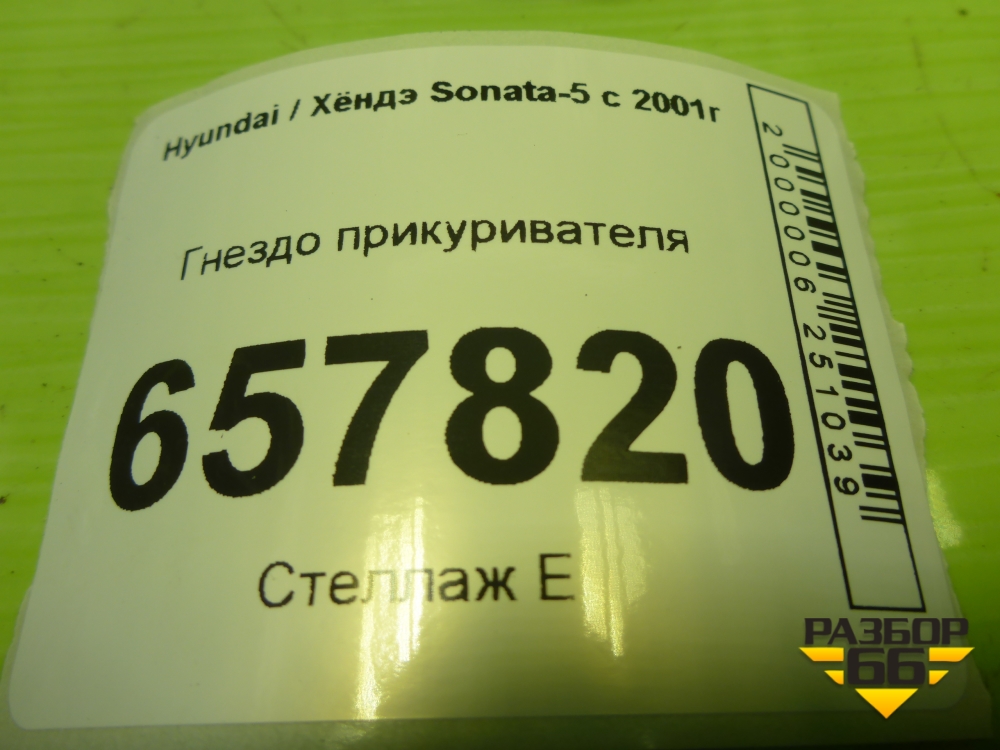 Hyundai / Хёндэ Sonata-5 с 2001г
Гнездо прикуривателя
657820
Стеллаж Е
2000006251039
РАЗБОР
66